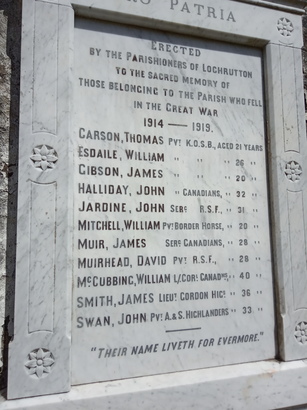 PRO PATRIA
ERECTED
BY THE PARISHIONERS OF LOCHRUTTON
TO THE SACRED MEMORY OF
THOSE BELONGING TO THE PARISH WHO FELL
IN THE GREAT WAR
1914 — 1919.
CARSON, THOMAS PVT K.O.S.B., AGED 21 YEARS
ESDAILE, WILLIAM " " " 26 "
GIBSON, JAMES " " " 20 "
HALLIDAY, JOHN " CANADIANS, " 32 "
JARDINE, JOHN SERG. R.S.F., " 31 "
MITCHELL, WILLIAM PVT BORDER HORSE, " 20 "
MUIR, JAMES SERG. CANADIANS, " 28 "
MUIRHEAD, DAVID PVT R.S.F., " 28 "
McCUBBING, WILLIAM L/CORL CANADNS, " 40 "
SMITH, JAMES LIEUT GORDON HIGS, " 36 "
SWAN, JOHN PVT A.& S. HIGHLANDERS " 33 "
"THEIR NAME LIVETH FOR EVERMORE."